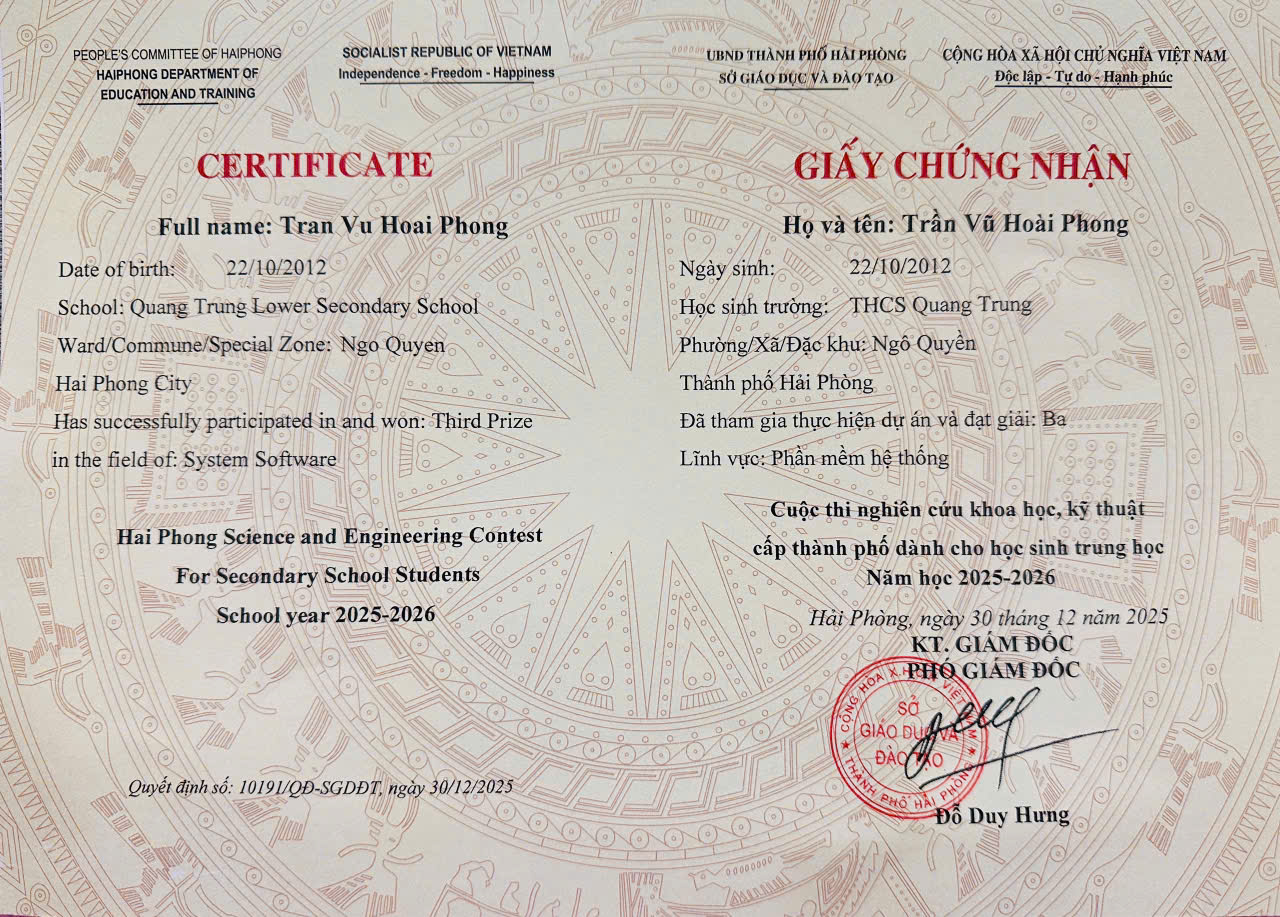 PEOPLE'S COMMITTEE OF HAIPHONG
HAIPHONG DEPARTMENT OF
EDUCATION AND TRAINING
SOCIALIST REPUBLIC OF VIETNAM
Independence - Freedom - Happiness
CERTIFICATE
Full name: Tran Vu Hoai Phong
Date of birth: 22/10/2012
School: Quang Trung Lower Secondary School
Ward/Commune/Special Zone: Ngo Quyen
Hai Phong City
Has successfully participated in and won: Third Prize
in the field of: System Software
Hai Phong Science and Engineering Contest
For Secondary School Students
School year 2025-2026
Quyết định số: 10191/QĐ-SGDĐT, ngày 30/12/2025
UBND THÀNH PHỐ HẢI PHÒNG
SỞ GIÁO DỤC VÀ ĐÀO TẠO
CỘNG HÒA XÃ HỘI CHỦ NGHĨA VIỆT NAM
Độc lập - Tự do - Hạnh phúc
GIẤY CHỨNG NHẬN
Họ và tên: Trần Vũ Hoài Phong
Ngày sinh: 22/10/2012
Học sinh trường: THCS Quang Trung
Phường/Xã/Đặc khu: Ngô Quyền
Thành phố Hải Phòng
Đã tham gia thực hiện dự án và đạt giải: Ba
Lĩnh vực: Phần mềm hệ thống
Cuộc thi nghiên cứu khoa học, kỹ thuật
cấp thành phố dành cho học sinh trung học
Năm học 2025-2026
Hải Phòng, ngày 30 tháng 12 năm 2025
KT. GIÁM ĐỐC
PHÓ GIÁM ĐỐC
CỘNG HÒA X.H.C.N VIỆT NAM
SỞ
GIÁO DỤC VÀ
ĐÀO TẠO
THÀNH PHỐ HẢI PHÒNG
Đỗ Duy Hưng